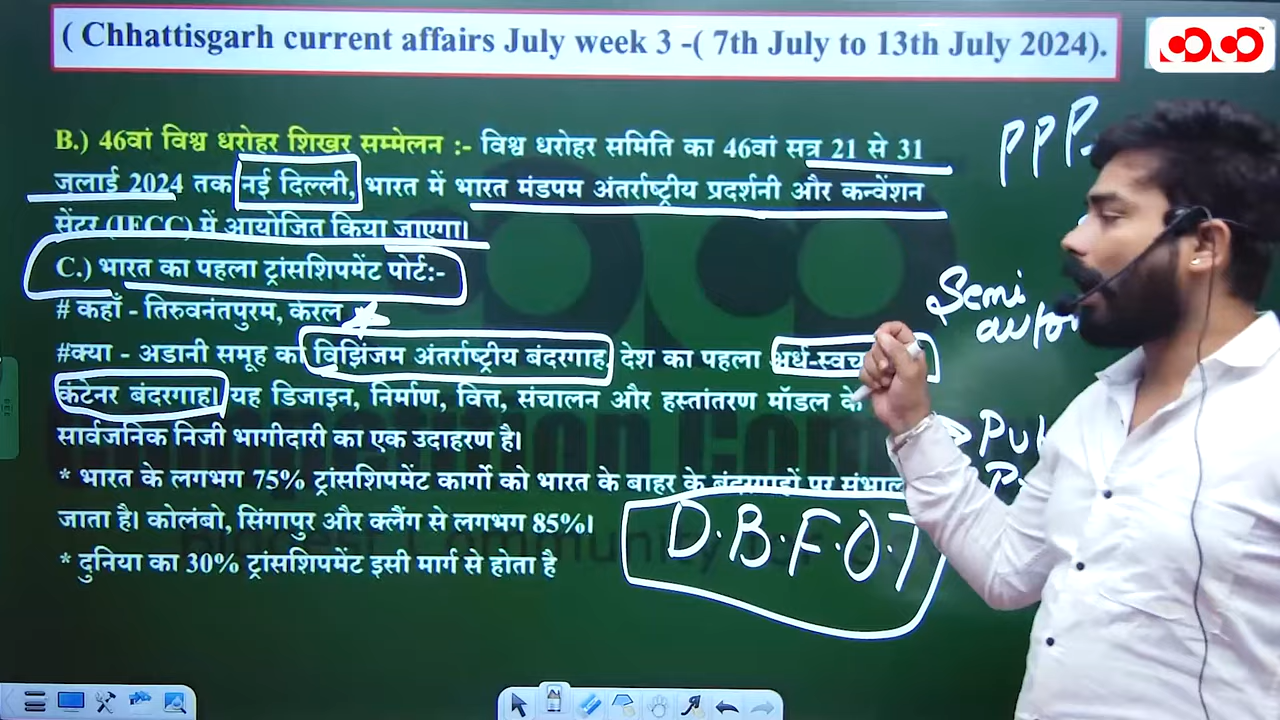 ( Chhattisgarh current affairs July week 3 -( 7th July to 13th July 2024).
PPP
B.) 46वां विश्व धरोहर शिखर सम्मेलन :- विश्व धरोहर समिति का 46वां सत्र 21 से 31
जुलाई 2024 तक नई दिल्ली, भारत में भारत मंडपम अंतर्राष्ट्रीय प्रदर्शनी और कन्वेंशन
सेंटर (IECC) में आयोजित किया जाएगा।
C.) भारत का पहला ट्रांसशिपमेंट पोर्ट:-
Semi
# कहाँ - तिरुवनंतपुरम, केरल
#क्या - अडानी समूह का विझिंजम अंतर्राष्ट्रीय बंदरगाह, देश का पहला
कंटेनर बंदरगाह। यह डिजाइन, निर्माण, वित्त, संचालन और हस्तांतरण मॉडल के
सार्वजनिक निजी भागीदारी का एक उदाहरण है।
* भारत के लगभग 75% ट्रांसशिपमेंट कार्गो को भारत के बाहर के बंदरगाहों पर
जाता है। कोलंबो, सिंगापुर और क्लैंग से लगभग 85%।
D.B.F.O.T
* दुनिया का 30% ट्रांसशिपमेंट इसी मार्ग से होता है